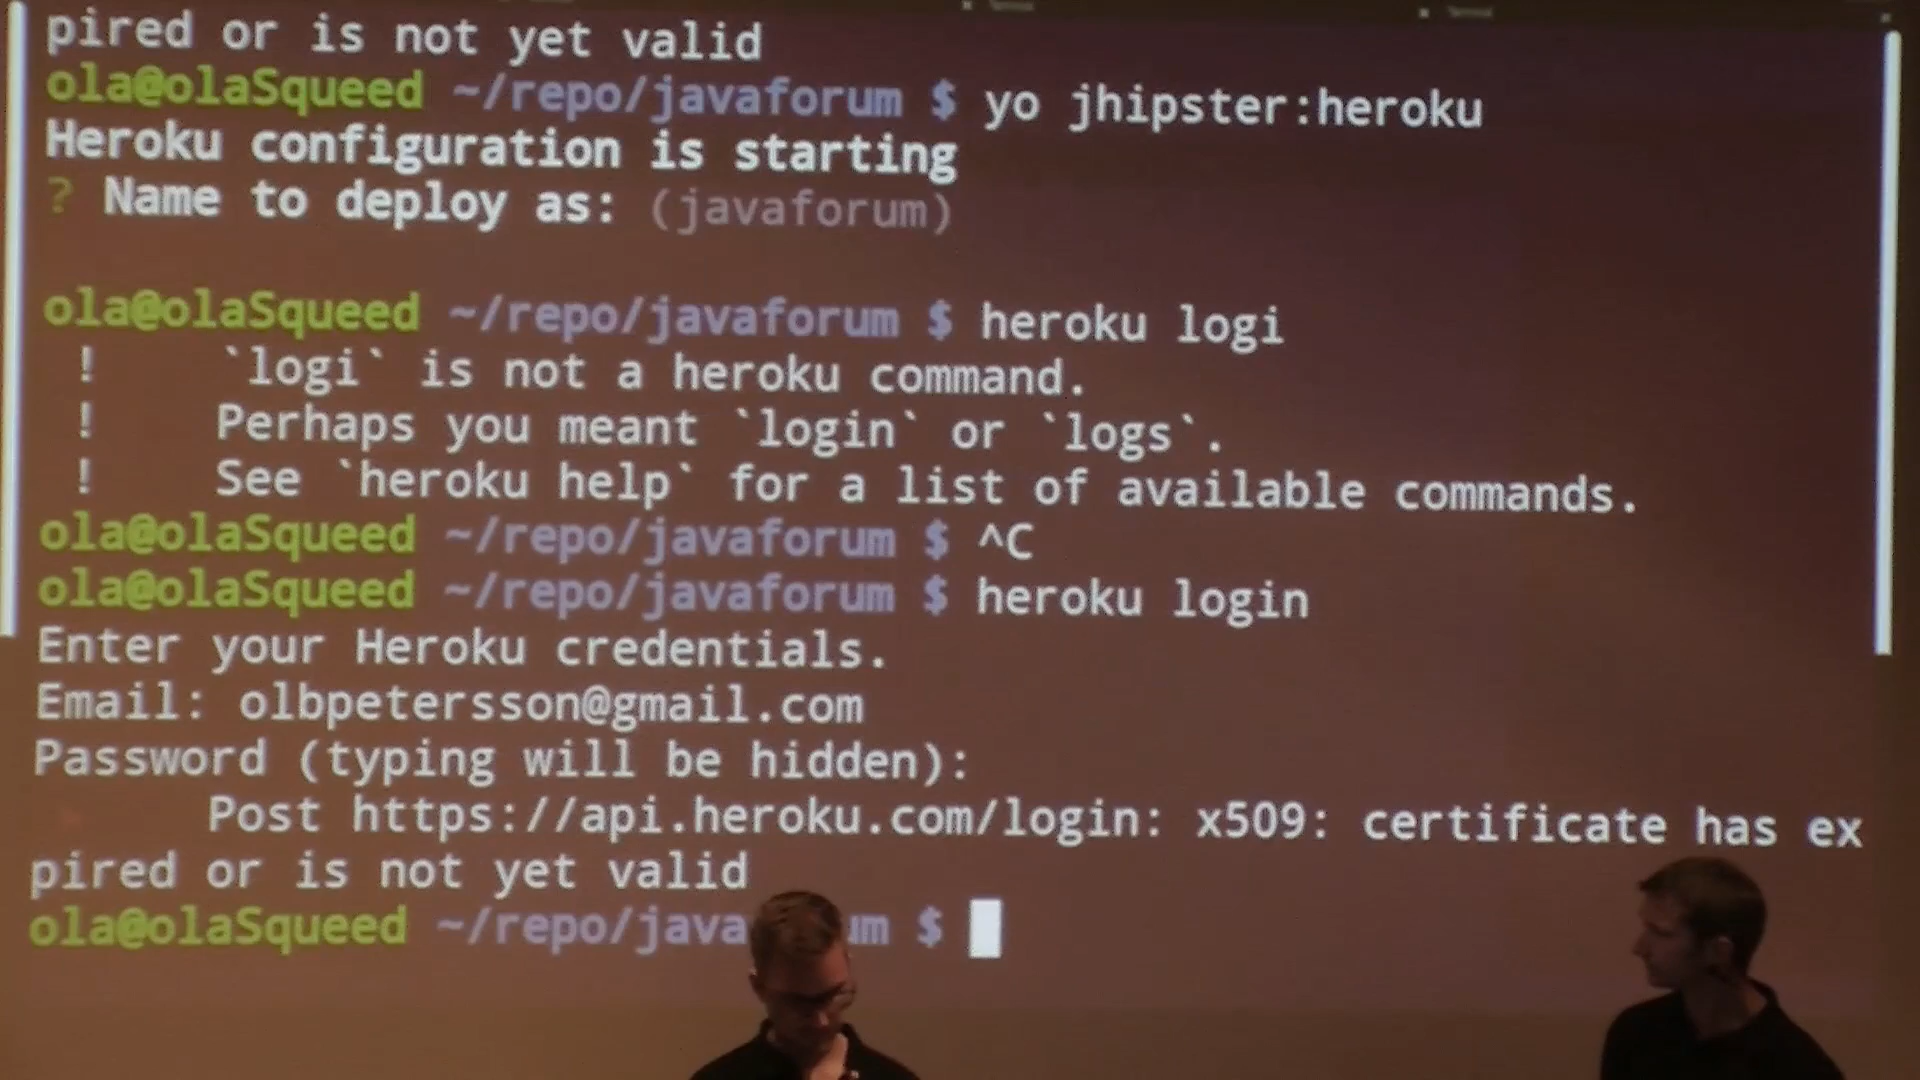 pired or is not yet valid
ola@olaSqueed ~/repo/javaforum $ yo jhipster:heroku
Heroku configuration is starting
? Name to deploy as: (javaforum)
ola@olaSqueed ~/repo/javaforum $ heroku logi
!    `logi` is not a heroku command.
!    Perhaps you meant `login` or `logs`.
!    See `heroku help` for a list of available commands.
ola@olaSqueed ~/repo/javaforum $ ^C
ola@olaSqueed ~/repo/javaforum $ heroku login
Enter your Heroku credentials.
Email: olbpetersson@gmail.com
Password (typing will be hidden):
Post https://api.heroku.com/login: x509: certificate has ex
pired or is not yet valid
ola@olaSqueed ~/repo/java um $